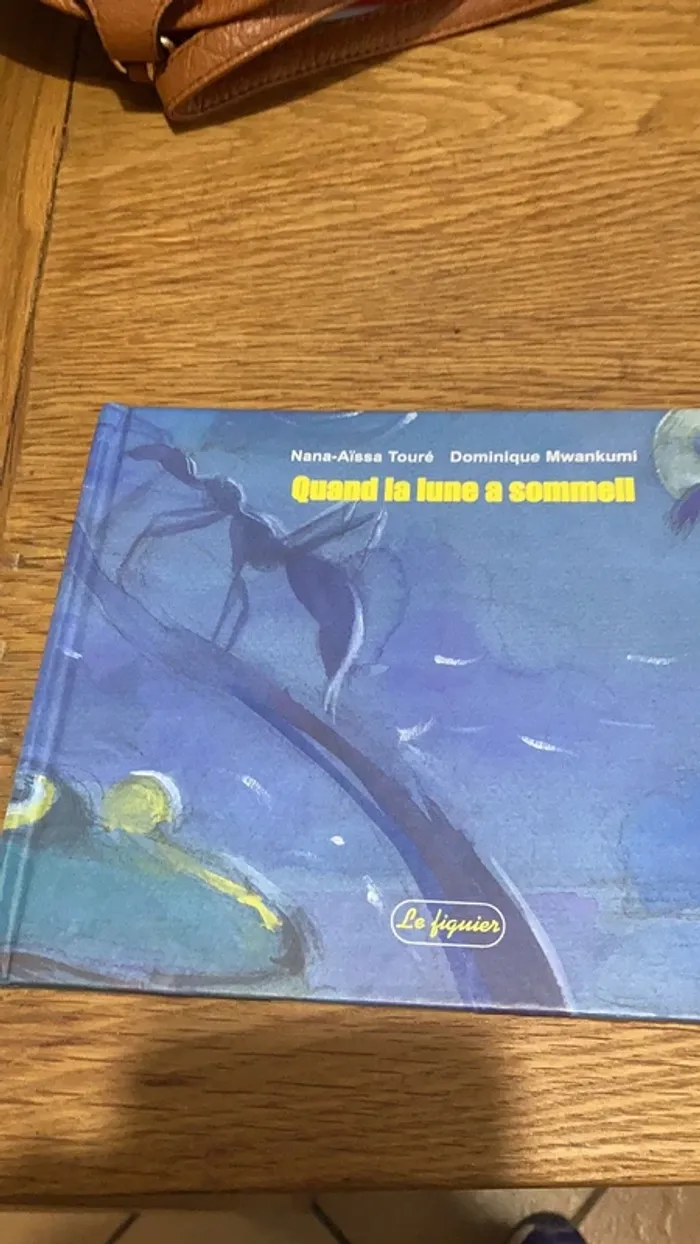 Nana-Aïssa Touré Dominique Mwankumi
Quand la lune a sommeil
Le figuier